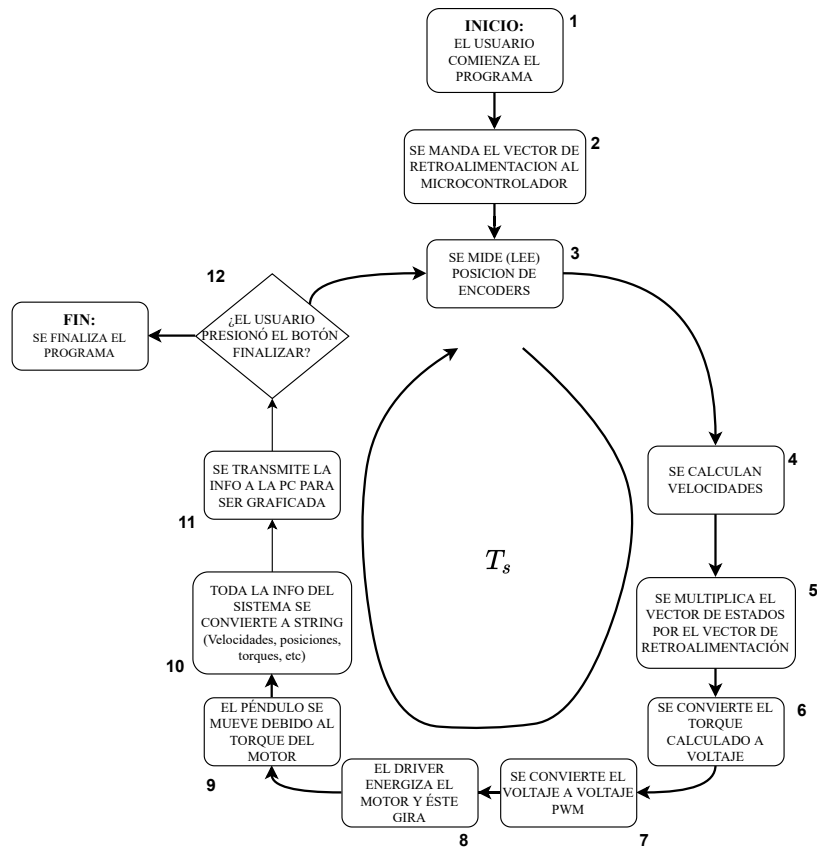 1
INICIO:
EL USUARIO
COMIENZA EL
PROGRAMA
2
SE MANDA EL VECTOR DE
RETROALIMENTACION AL
MICROCONTROLADOR
3
SE MIDE (LEE)
POSICION DE
ENCODERS
4
SE CALCULAN
VELOCIDADES
5
SE MULTIPLICA EL
VECTOR DE ESTADOS
POR EL VECTOR DE
RETROALIMENTACIÓN
6
SE CONVIERTE EL
TORQUE
CALCULADO A
VOLTAJE
7
SE CONVIERTE EL
VOLTAJE A VOLTAJE
PWM
8
EL DRIVER
ENERGIZA EL
MOTOR Y ÉSTE
GIRA
9
EL PÉNDULO SE
MUEVE DEBIDO AL
TORQUE DEL
MOTOR
10
TODA LA INFO DEL
SISTEMA SE
CONVIERTE A STRING
(Velocidades, posiciones,
torques, etc)
11
SE TRANSMITE LA
INFO A LA PC PARA
SER GRAFICADA
12
¿EL USUARIO
PRESIONÓ EL BOTÓN
FINALIZAR?
FIN:
SE FINALIZA EL
PROGRAMA
T_s